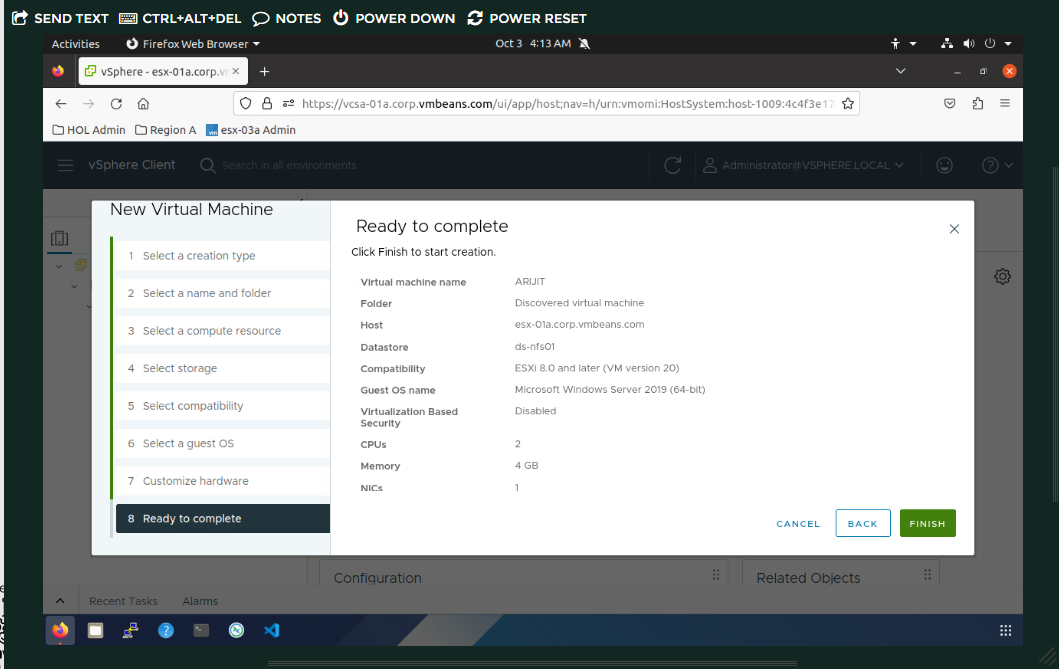 SEND TEXT CTRL+ALT+DEL NOTES POWER DOWN POWER RESET
Activities Firefox Web Browser Oct 3 4:13 AM
vSphere - esx-01a.corp.v
https://vcsa-01a.corp.vmbeans.com/ui/app/host;nav=h/urn:vmomi:HostSystem:host-1009:4c4f3e17
HOL Admin Region A esx-03a Admin
vSphere Client Search in all environments Administrator@VSPHERE.LOCAL
New Virtual Machine
1 Select a creation type
2 Select a name and folder
3 Select a compute resource
4 Select storage
5 Select compatibility
6 Select a guest OS
7 Customize hardware
8 Ready to complete
Ready to complete
Click Finish to start creation.
Virtual machine name ARIJIT
Folder Discovered virtual machine
Host esx-01a.corp.vmbeans.com
Datastore ds-nfs01
Compatibility ESXi 8.0 and later (VM version 20)
Guest OS name Microsoft Windows Server 2019 (64-bit)
Virtualization Based Disabled
Security
CPUs 2
Memory 4 GB
NICs 1
CANCEL BACK FINISH
Configuration Related Objects
Recent Tasks Alarms